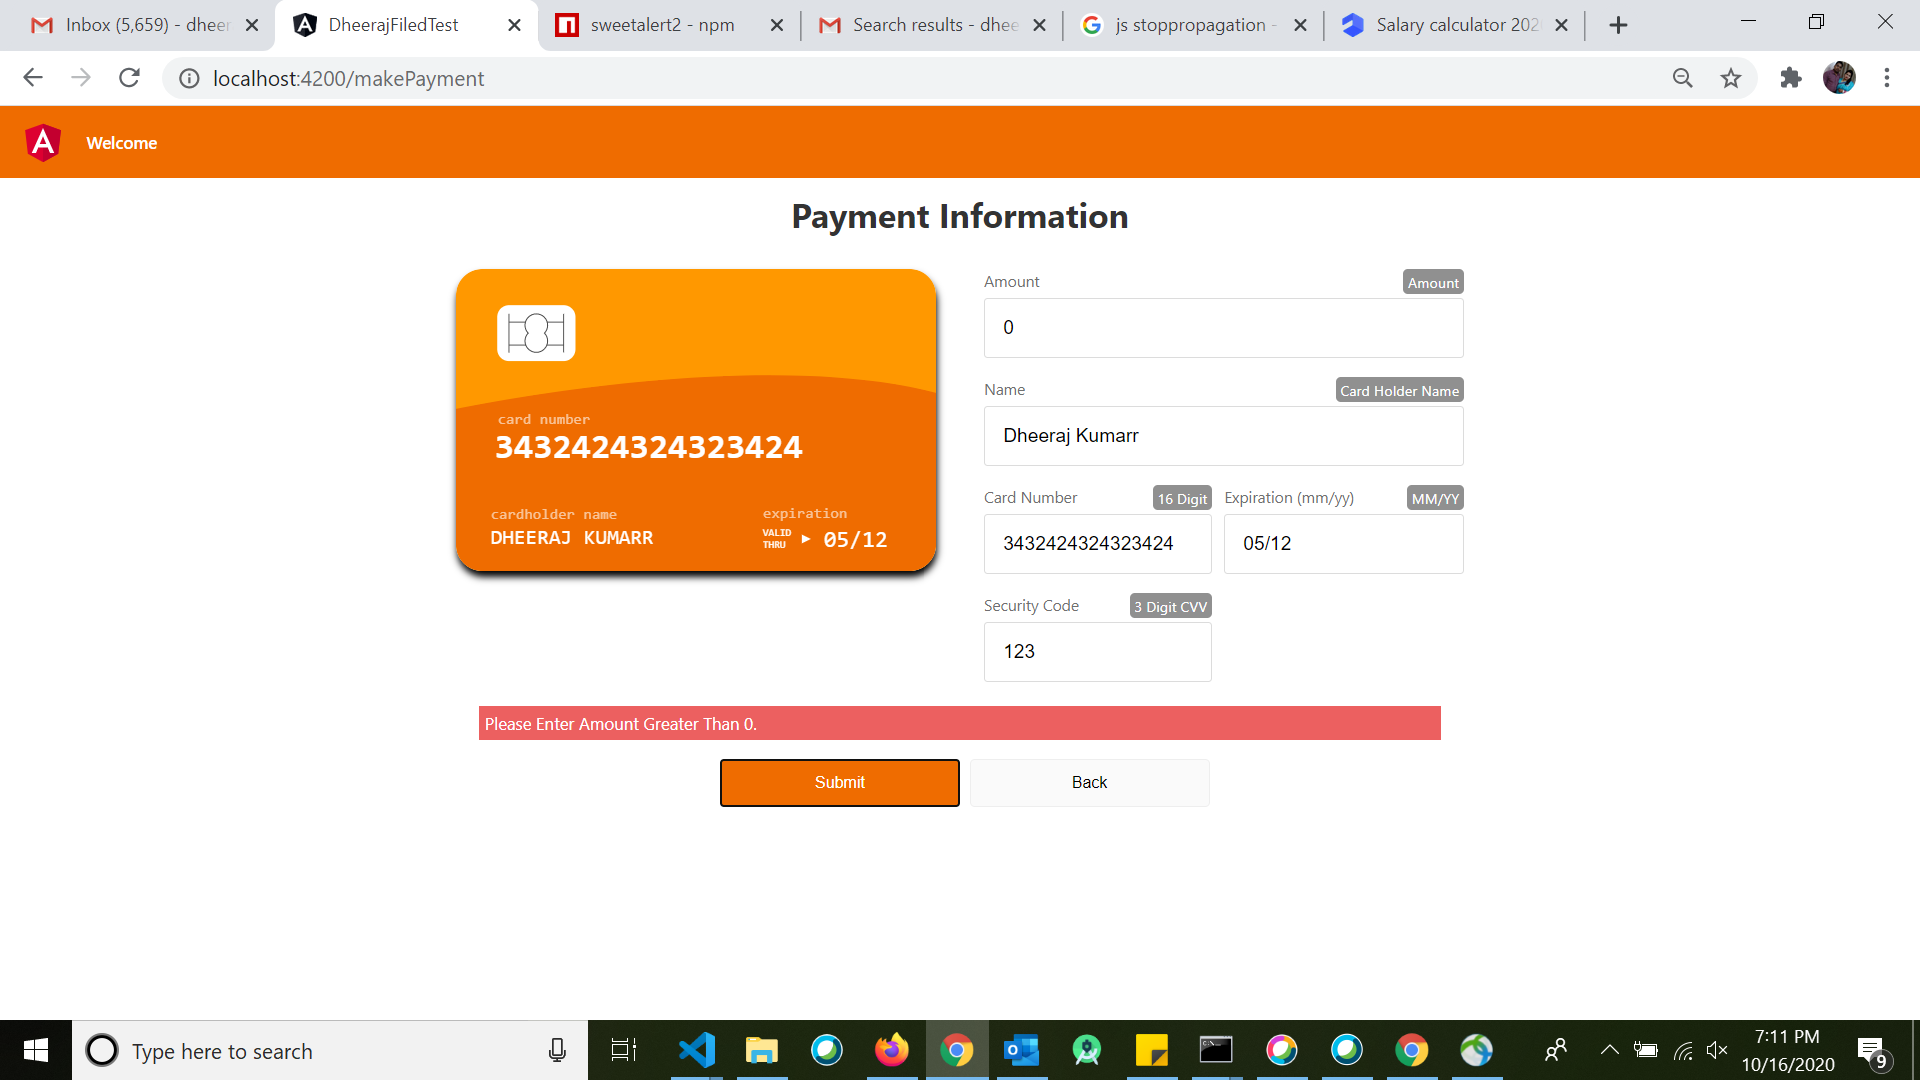 Inbox (5,659) - dheer
DheerajFiledTest
sweetalert2 - npm
Search results - dhee
js stoppropagation -
Salary calculator 202
localhost:4200/makePayment
Welcome
Payment Information
card number
3432424324323424
cardholder name
DHEERAJ KUMARR
expiration
VALID
THRU
05/12
Amount
Amount
0
Name
Card Holder Name
Dheeraj Kumarr
Card Number
16 Digit
Expiration (mm/yy)
MM/YY
3432424324323424
05/12
Security Code
3 Digit CVV
123
Please Enter Amount Greater Than 0.
Submit
Back
Type here to search
7:11 PM
10/16/2020
9